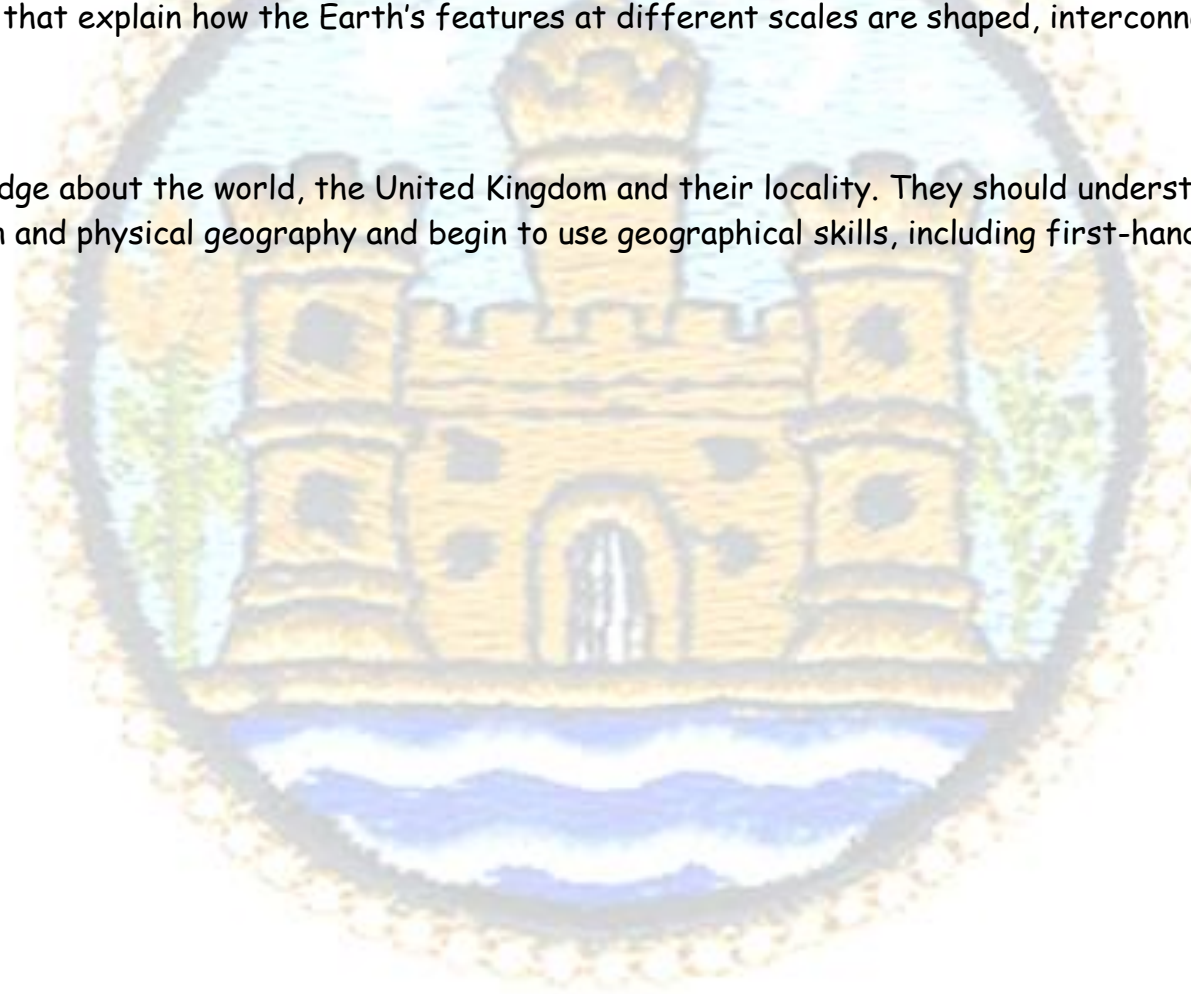 that explain how the Earth's features at different scales are shaped, interconn
dge about the world, the United Kingdom and their locality. They should underst
and physical geography and begin to use geographical skills, including first-hand